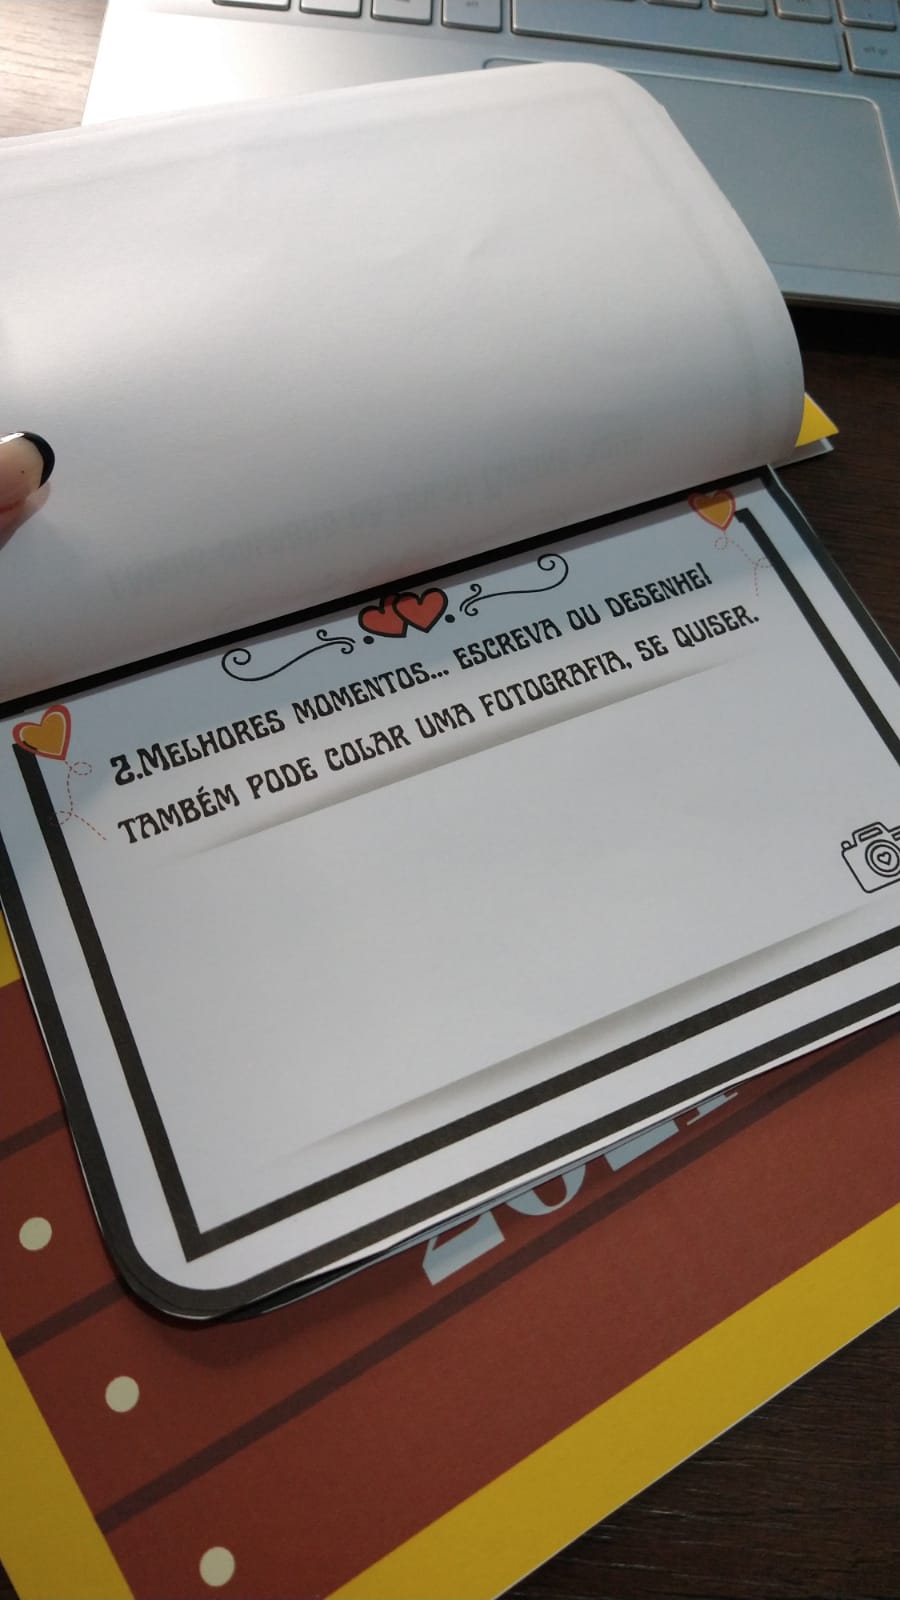 2.MELHORES MOMENTOS... ESCREVA OU DESENHE!
TAMBÉM PODE COLAR UMA FOTOGRAFIA, SE QUISER.